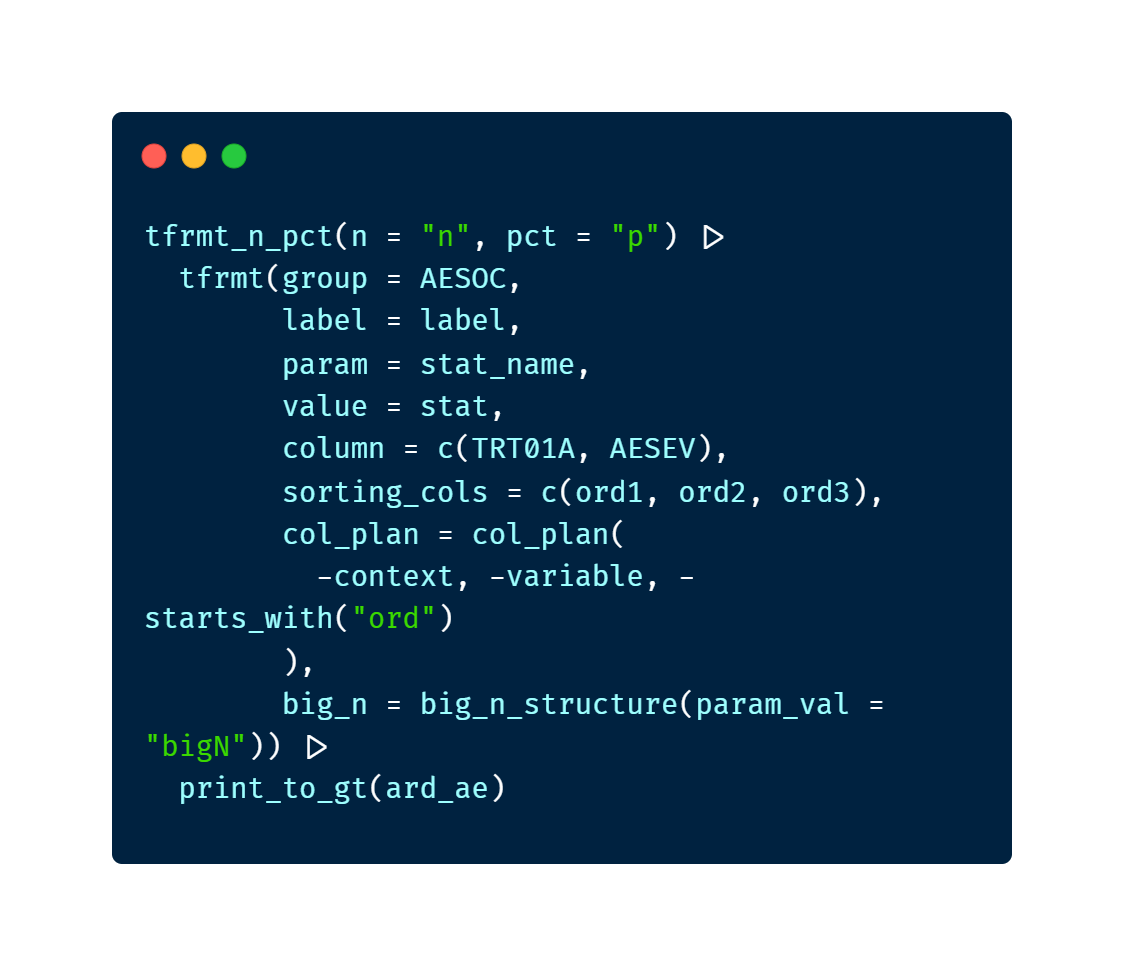 tfrmt_n_pct(n = "n", pct = "p") |>
  tfrmt(group = AESOC,
        label = label,
        param = stat_name,
        value = stat,
        column = c(TRT01A, AESEV),
        sorting_cols = c(ord1, ord2, ord3),
        col_plan = col_plan(
          -context, -variable, -
starts_with("ord")
        ),
        big_n = big_n_structure(param_val =
"bigN")) |>
  print_to_gt(ard_ae)